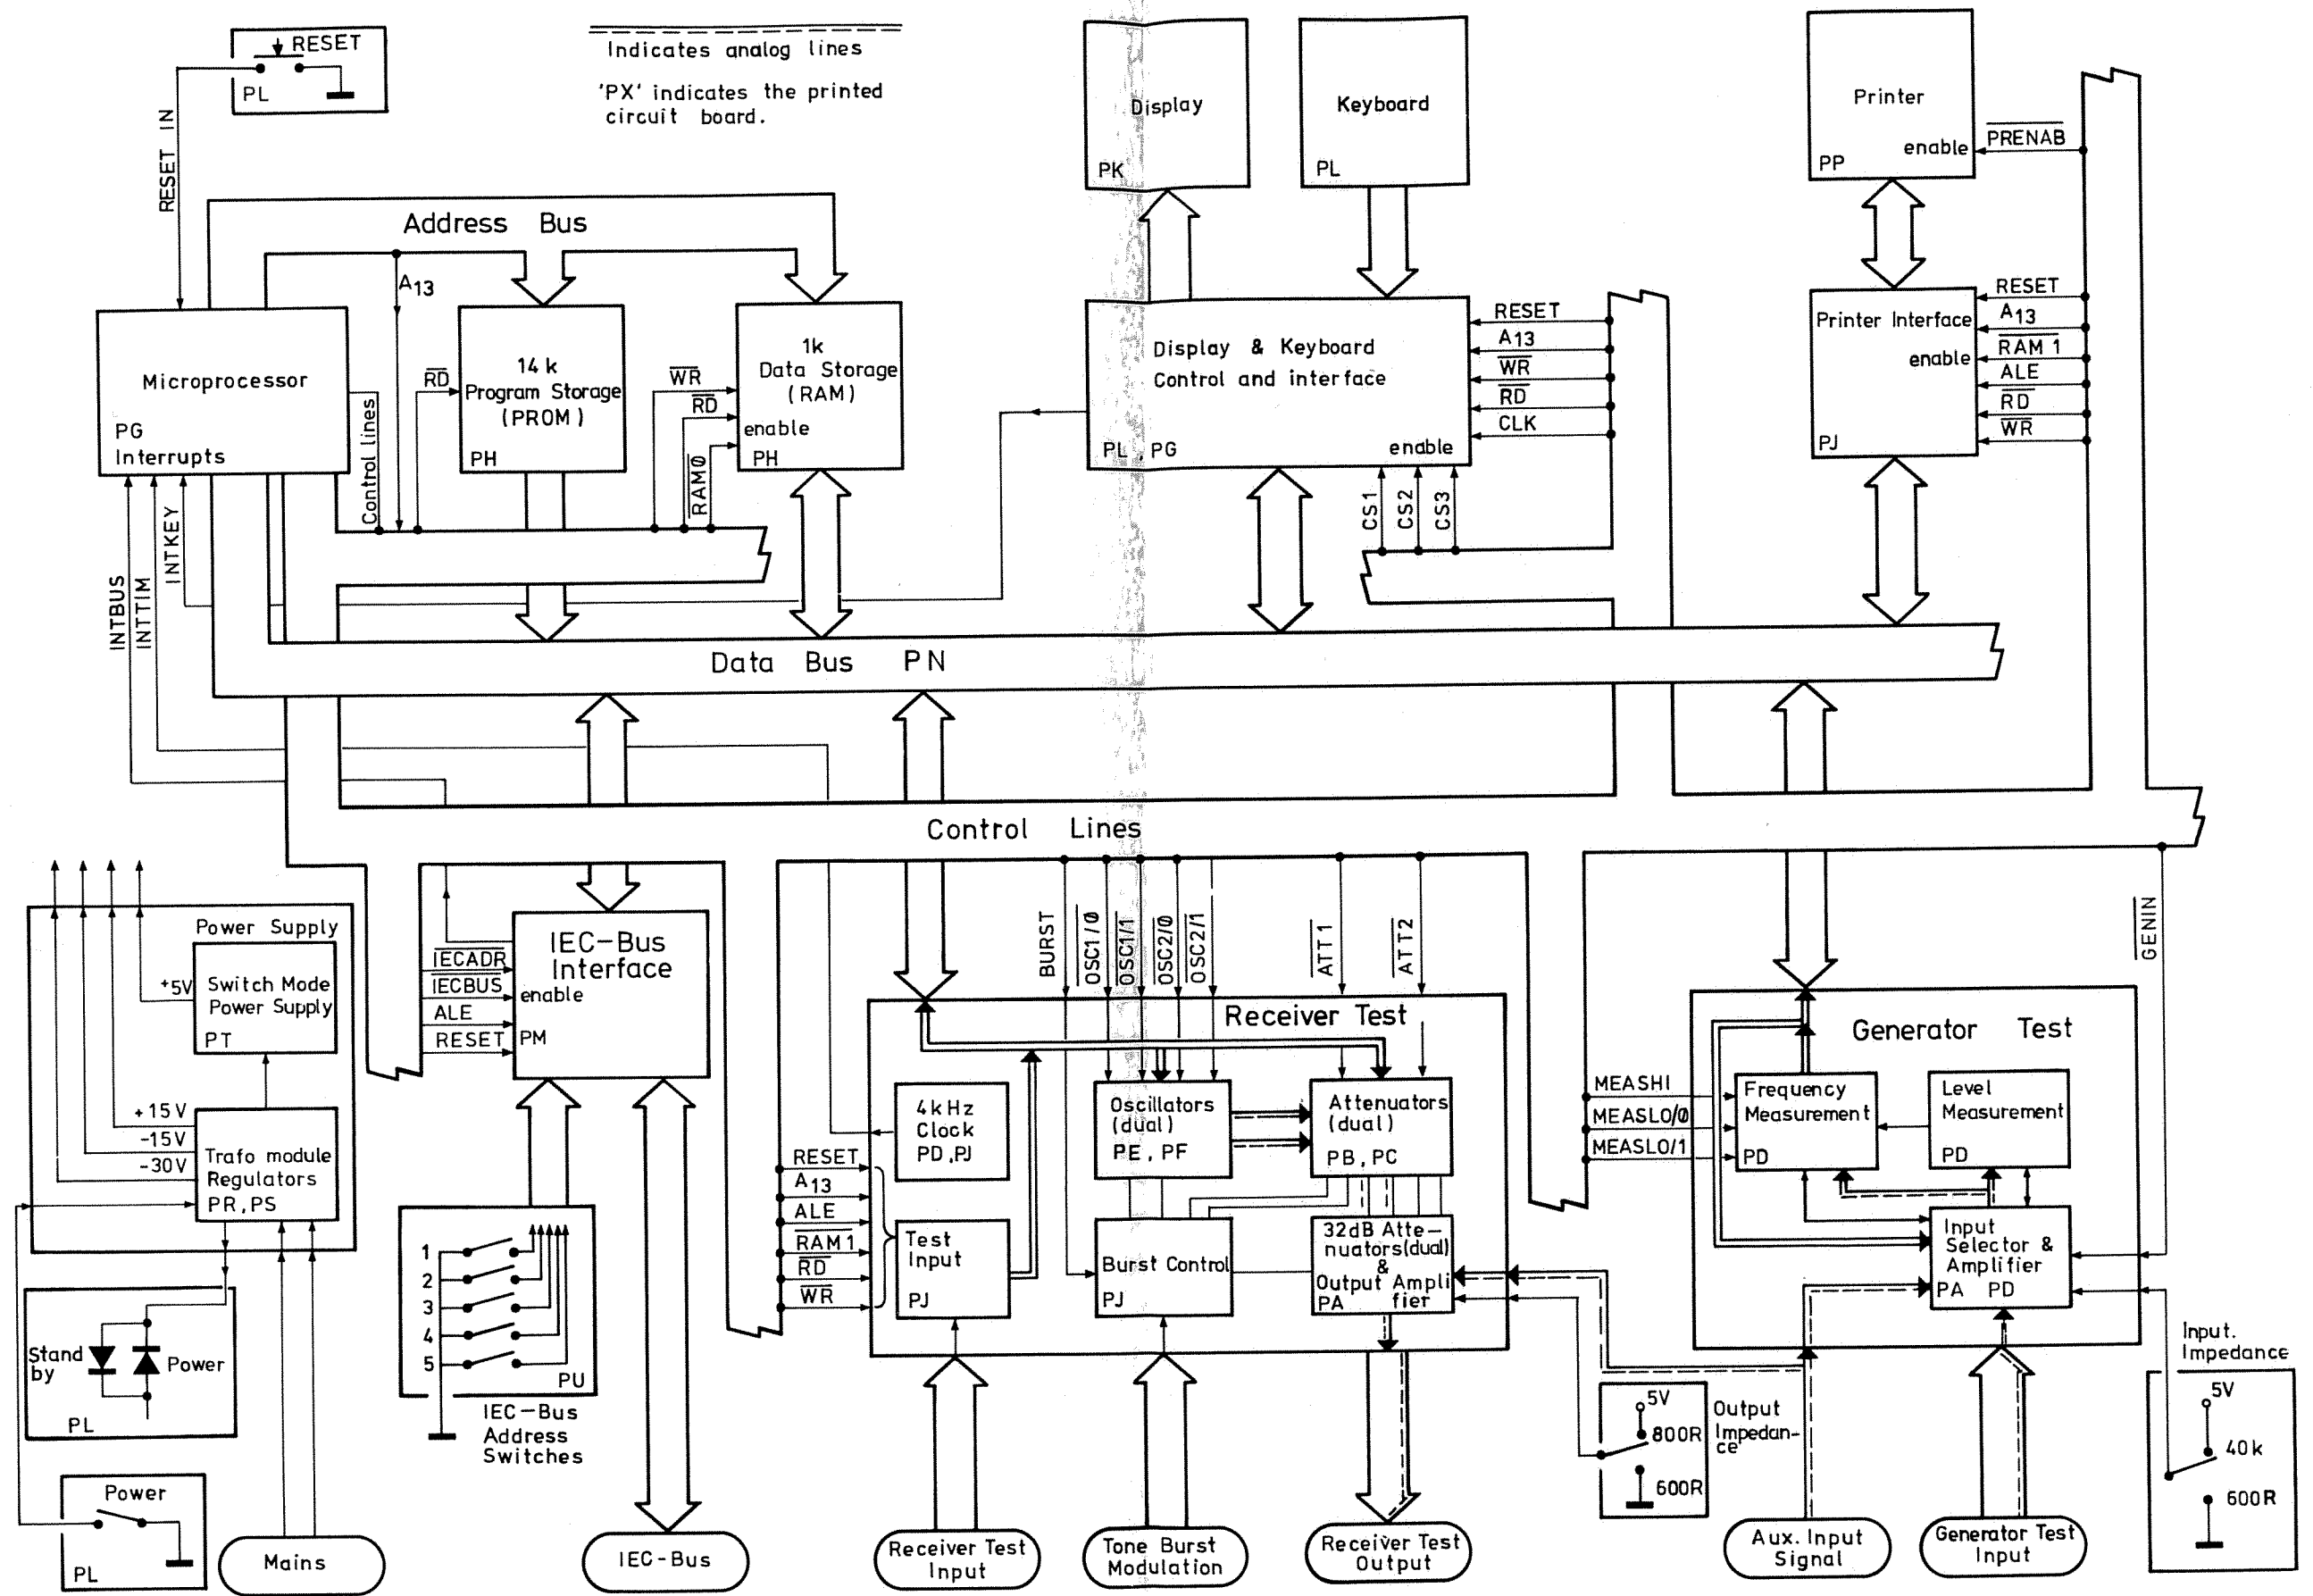 RESET
PL
RESET IN
Indicates analog lines
'PX' indicates the printed
circuit board.
Display
PK
Keyboard
PL
Printer
enable
PP
PRENAB
Address Bus
A13
Microprocessor
PG
Interrupts
Control lines
RD
14k
Program Storage
(PROM)
PH
WR
RD
RAMØ
1k
Data Storage
(RAM)
enable
PH
Display & Keyboard
Control and interface
PL, PG
enable
RESET
A13
WR
RD
CLK
CS1
CS2
CS3
Printer Interface
enable
PJ
RESET
A13
RAM 1
ALE
RD
WR
INTBUS
INTTIM
INTKEY
Data Bus PN
Control Lines
Power Supply
Switch Mode
Power Supply
PT
+5V
+15V
-15V
-30V
Trafo module
Regulators
PR, PS
Stand
by
Power
PL
Power
PL
Mains
IEC-Bus
Interface
enable
PM
IECADR
IECBUS
ALE
RESET
1
2
3
4
5
PU
IEC-Bus
Address
Switches
IEC-Bus
BURST
OSC1/Ø
OSC1/1
OSC2/Ø
OSC2/1
ATT1
ATT2
Receiver Test
4kHz
Clock
PD, PJ
Oscillators
(dual)
PE, PF
Attenuators
(dual)
PB, PC
RESET
A13
ALE
RAM1
RD
WR
Test
Input
PJ
Burst Control
PJ
32dB Atte-
nuators(dual)
&
Output Ampli
PA fier
Receiver Test
Input
Tone Burst
Modulation
Receiver Test
Output
GENIN
Generator Test
MEASHI
MEASLO/Ø
MEASLO/1
Frequency
Measurement
PD
Level
Measurement
PD
Input
Selector &
Amplifier
PA PD
5V
800R
600R
Output
Impedan-
ce
Aux. Input
Signal
Generator Test
Input
Input.
Impedance
5V
40k
600R